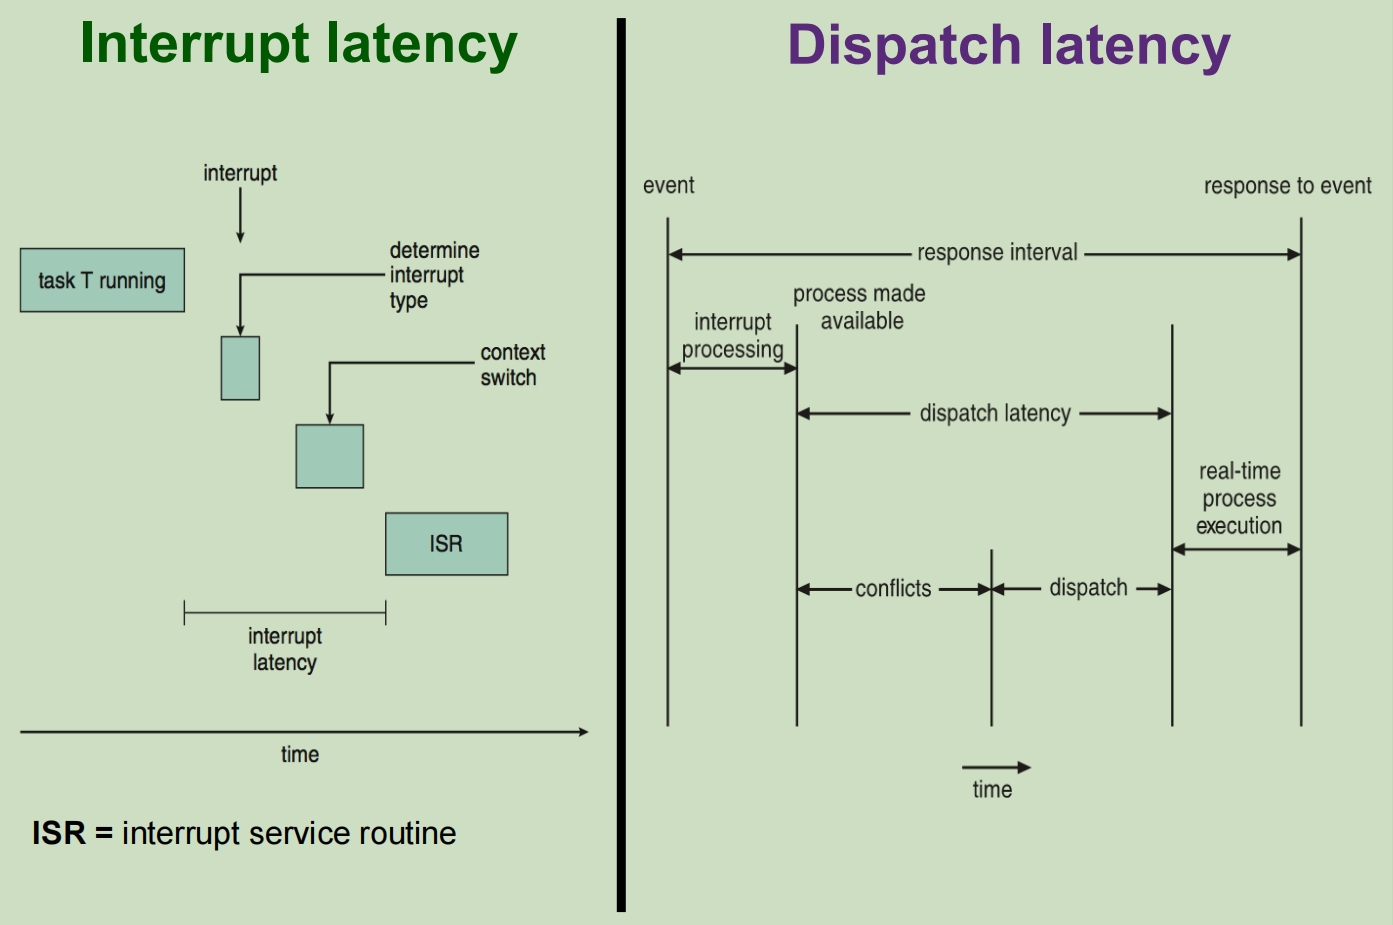 Interrupt latency
interrupt
task T running
determine
interrupt
type
context
switch
ISR
interrupt
latency
time
ISR = interrupt service routine
Dispatch latency
event
response to event
response interval
process made
available
interrupt
processing
dispatch latency
real-time
process
execution
conflicts
dispatch
time